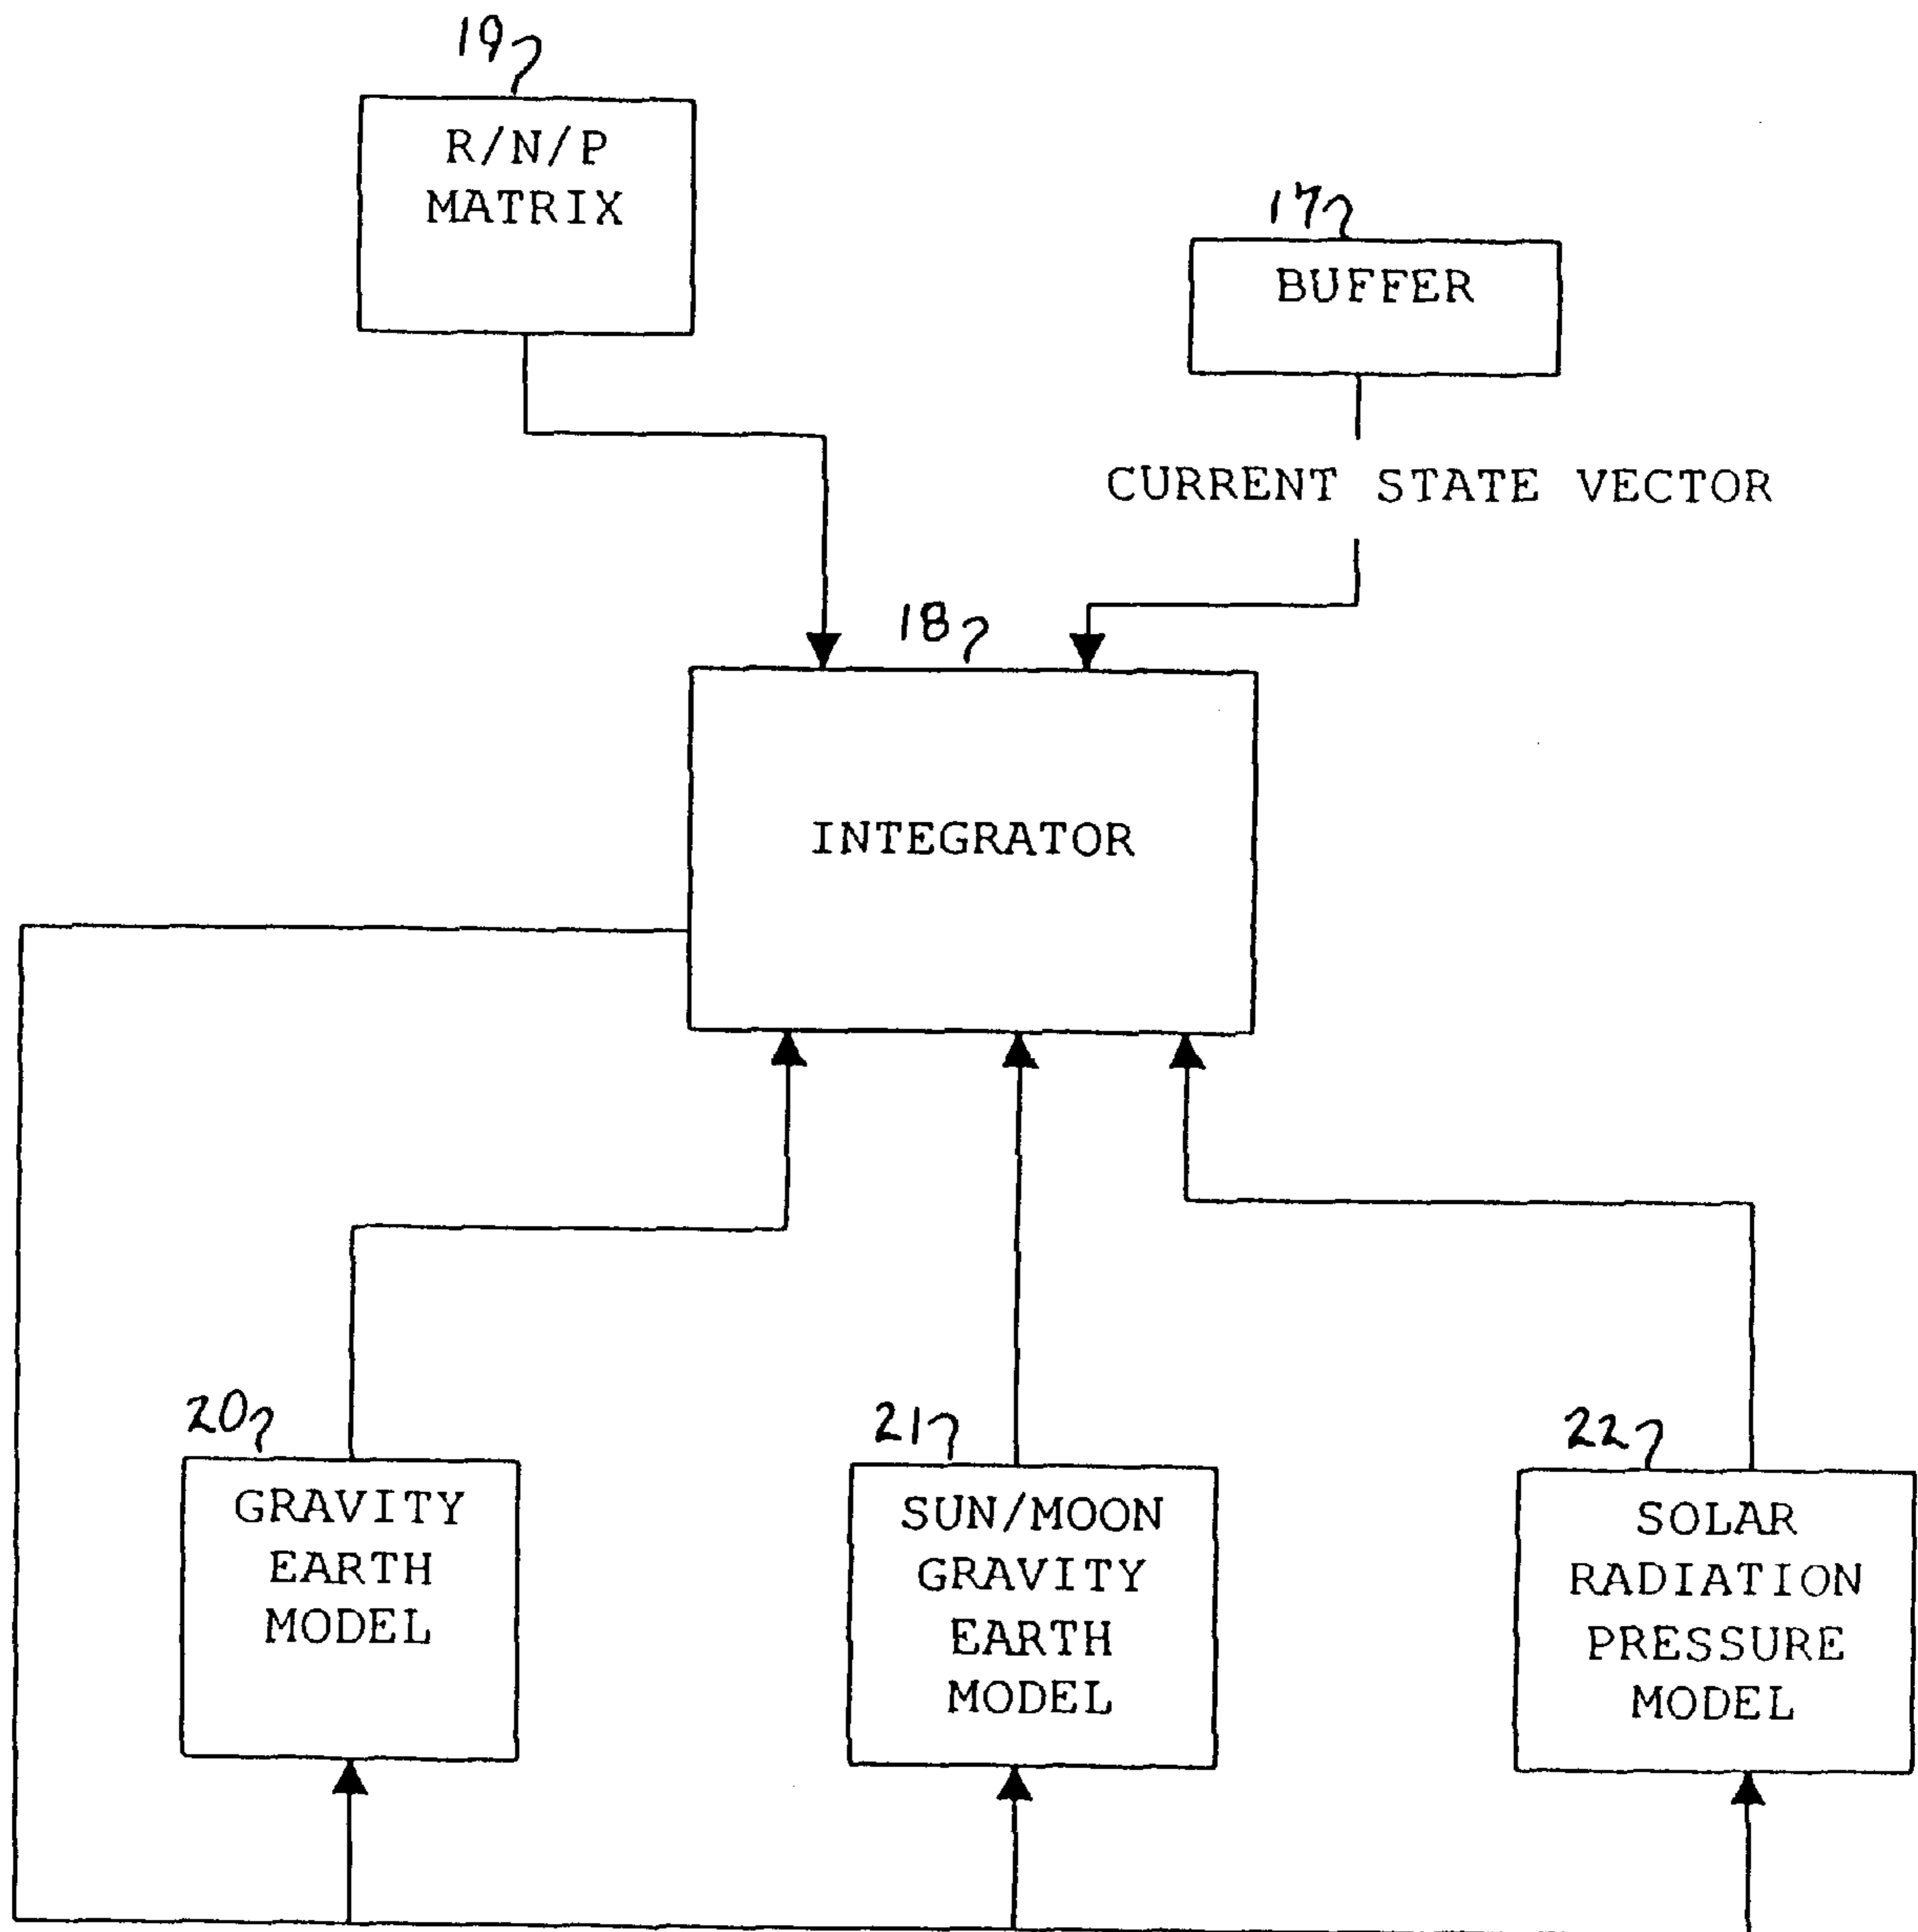 19
R/N/P
MATRIX
17
BUFFER
CURRENT STATE VECTOR
18
INTEGRATOR
20
GRAVITY
EARTH
MODEL
21
SUN/MOON
GRAVITY
EARTH
MODEL
22
SOLAR
RADIATION
PRESSURE
MODEL